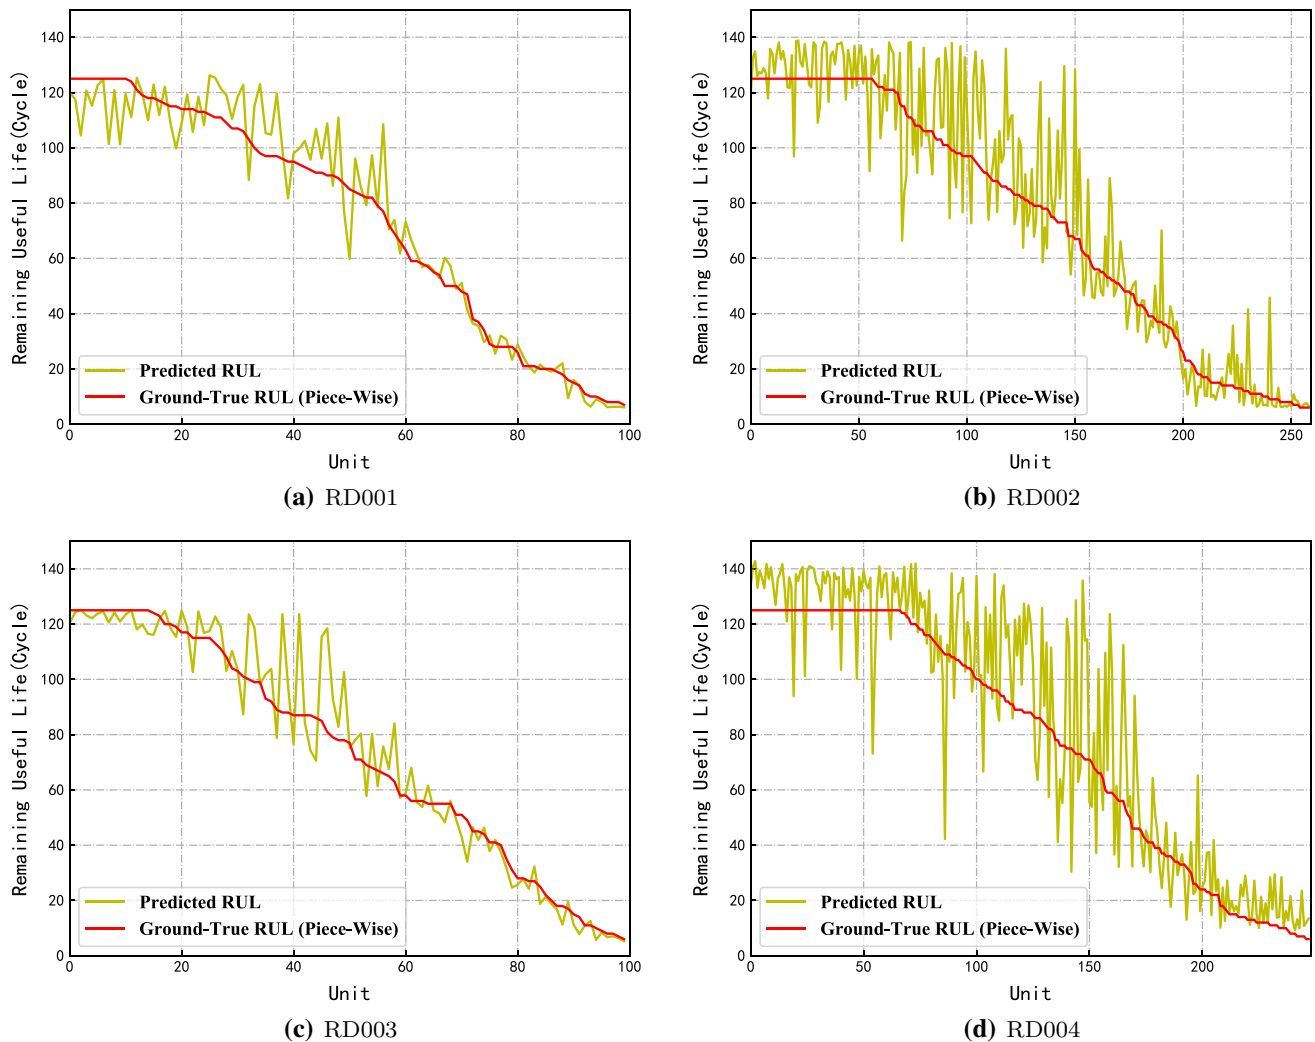 Remaining Useful Life(Cycle)
140
120
100
80
60
40
20
0
Predicted RUL
Ground-True RUL (Piece-Wise)
0 20 40 60 80 100
Unit
(a) RD001
Remaining Useful Life(Cycle)
140
120
100
80
60
40
20
0
Predicted RUL
Ground-True RUL (Piece-Wise)
0 50 100 150 200 250
Unit
(b) RD002
Remaining Useful Life(Cycle)
140
120
100
80
60
40
20
0
Predicted RUL
Ground-True RUL (Piece-Wise)
0 20 40 60 80 100
Unit
(c) RD003
Remaining Useful Life(Cycle)
140
120
100
80
60
40
20
0
Predicted RUL
Ground-True RUL (Piece-Wise)
0 50 100 150 200
Unit
(d) RD004